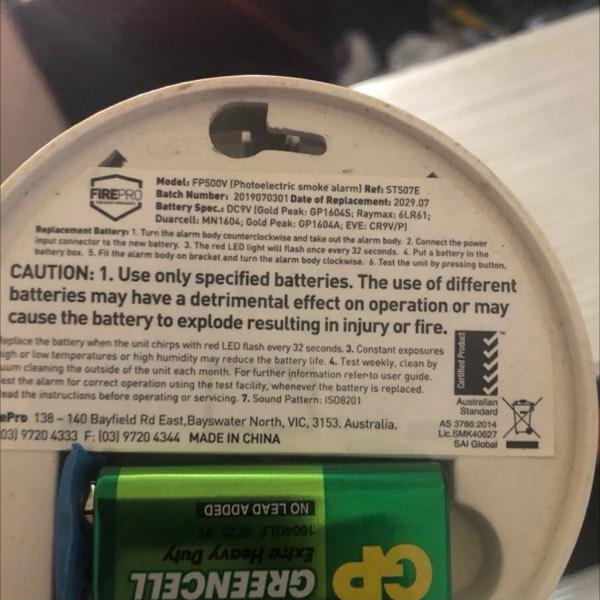 FIREPRO
Model: FP500V (Photoelectric smoke alarm) Ref: ST507E
Batch Number: 2019070301 Date of Replacement: 2029.07
Battery Spec.: DC9V (Gold Peak: GP1604S; Raymax: 6LR61;
Duarcell: MN1604; Gold Peak: GP1604A; EVE: CR9V/P)
Replacement Battery: 1. Turn the alarm body counterclockwise and take out the alarm body. 2. Connect the power
input connector to the new battery. 3. The red LED light will flash once every 32 seconds. 4. Put a battery in the
battery box. 5. Fit the alarm body on bracket and turn the alarm body clockwise. 6. Test the unit by pressing button.
CAUTION: 1. Use only specified batteries. The use of different
batteries may have a detrimental effect on operation or may
cause the battery to explode resulting in injury or fire.
eplace the battery when the unit chirps with red LED flash every 32 seconds. 3. Constant exposures
igh or low temperatures or high humidity may reduce the battery life. 4. Test weekly, clean by
uum cleaning the outside of the unit each month. For further information refer to user guide.
est the alarm for correct operation using the test facility, whenever the battery is replaced.
ead the instructions before operating or servicing. 7. Sound Pattern: ISO8201
Certified Product
TM
Australian
Standard
AS 3786:2014
Lic.SMK40627
SAI Global
ePro 138 – 140 Bayfield Rd East,Bayswater North, VIC, 3153. Australia.
03) 9720 4333 F: (03) 9720 4344 MADE IN CHINA
NO LEAD ADDED
1604GLF 6F22 9V
Extra Heavy Duty
GP GREENCELL